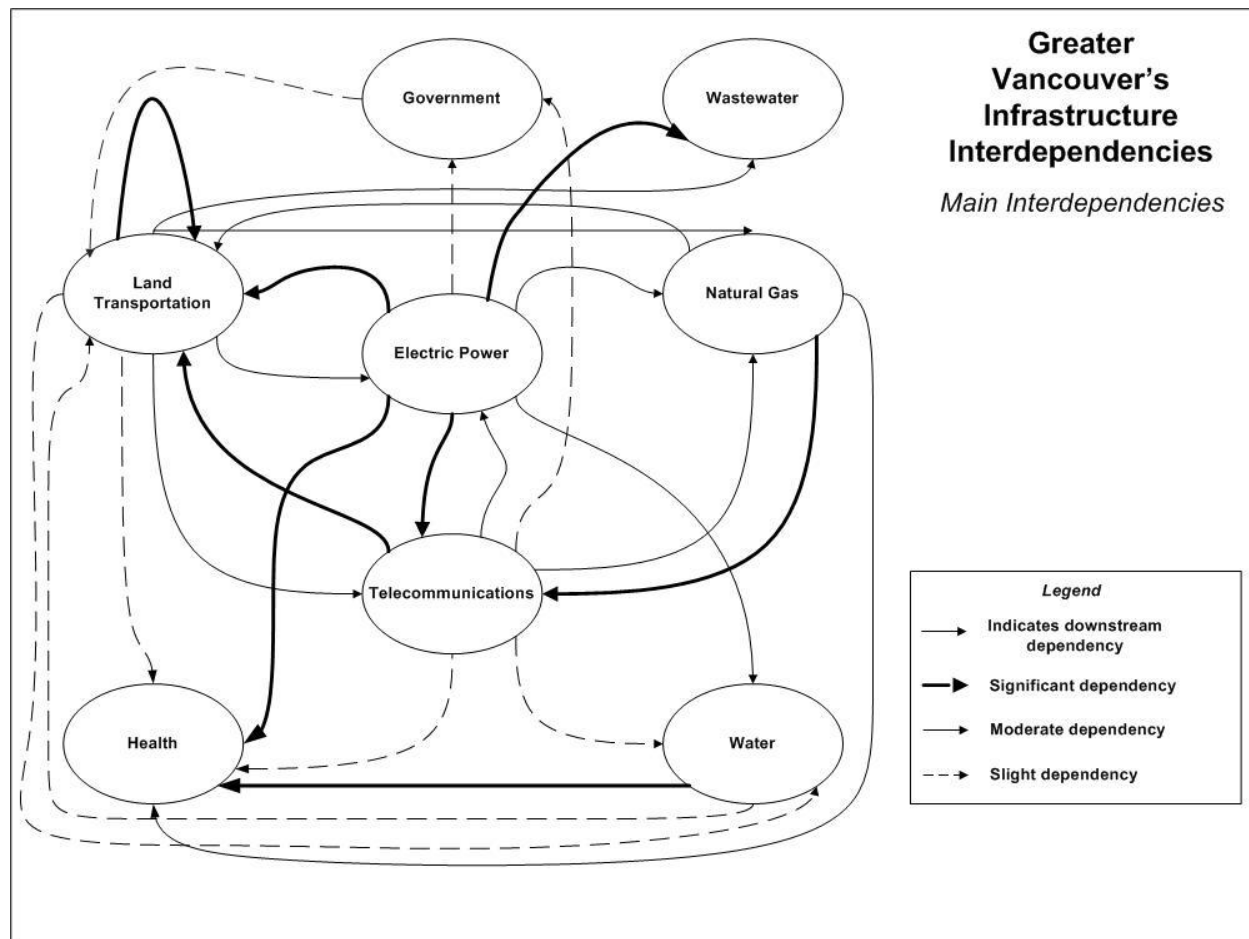 Greater
Vancouver's
Infrastructure
Interdependencies
Main Interdependencies
Government
Wastewater
Land
Transportation
Natural Gas
Electric Power
Telecommunications
Health
Water
Legend
Indicates downstream
dependency
Significant dependency
Moderate dependency
Slight dependency